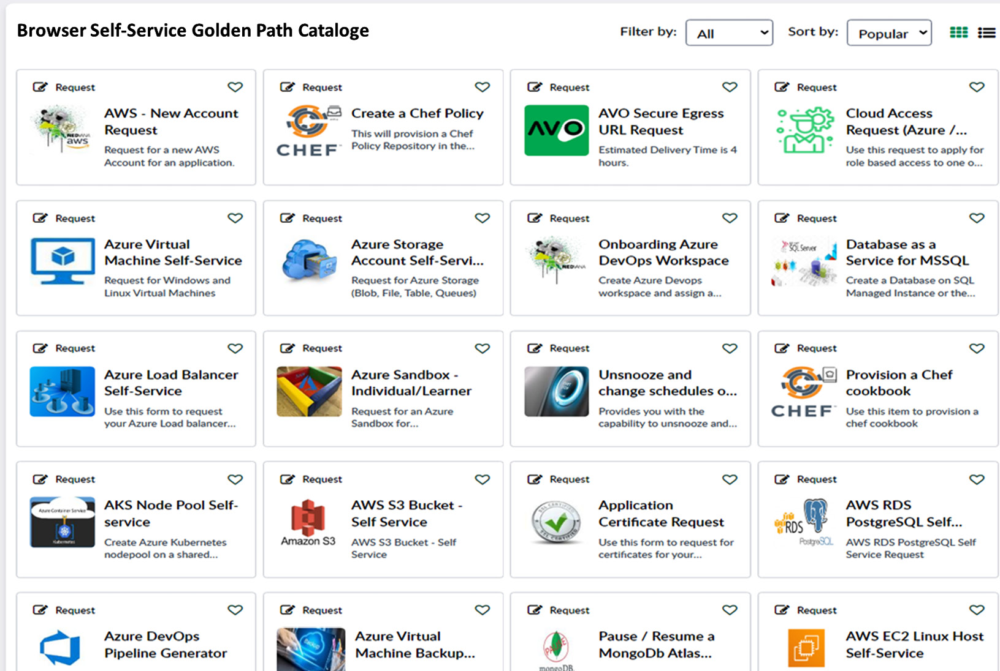 Browser Self-Service Golden Path Cataloge
Filter by: All Sort by: Popular
Request
NEDVANA
aws
AWS - New Account
Request
Request for a new AWS
Account for an application.
Request
CHEF™
Create a Chef Policy
This will provision a Chef
Policy Repository in the...
Request
AVO
AVO Secure Egress
URL Request
Estimated Delivery Time is 4
hours.
Request
Cloud Access
Request (Azure /...
Use this request to apply for
role based access to one o...
Request
Azure Virtual
Machine Self-Service
Request for Windows and
Linux Virtual Machines
Request
Azure Storage
Account Self-Servi...
Request for Azure Storage
(Blob, File, Table, Queues)
Request
NEDVANA
Onboarding Azure
DevOps Workspace
Create Azure Devops
workspace and assign a...
Request
SQL Server
Database as a
Service for MSSQL
Create a Database on SQL
Managed Instance or the...
Request
Azure Load Balancer
Self-Service
Use this form to request
your Azure Load balancer...
Request
Azure Sandbox -
Individual/Learner
Request for an Azure
Sandbox for...
Request
START
STOP
Unsnooze and
change schedules o...
Provides you with the
capability to unsnooze and...
Request
CHEF™
Provision a Chef
cookbook
Use this item to provision a
chef cookbook
Request
Azure Container Service
Kubernetes
AKS Node Pool Self-
service
Create Azure Kubernetes
nodepool on a shared...
Request
Amazon S3
AWS S3 Bucket -
Self Service
AWS S3 Bucket - Self
Service
Request
SSL CERTIFIED
SSL CERTIFIED
Application
Certificate Request
Use this form to request for
certificates for your...
Request
RDS
PostgreSQL
AWS RDS
PostgreSQL Self...
AWS RDS PostgreSQL Self
Service Request
Request
Azure DevOps
Pipeline Generator
Request
Backup
Azure Virtual
Machine Backup...
Request
PAUSE
mongoDB.
Pause / Resume a
MongoDb Atlas...
Request
AWS EC2 Linux Host
Self-Service